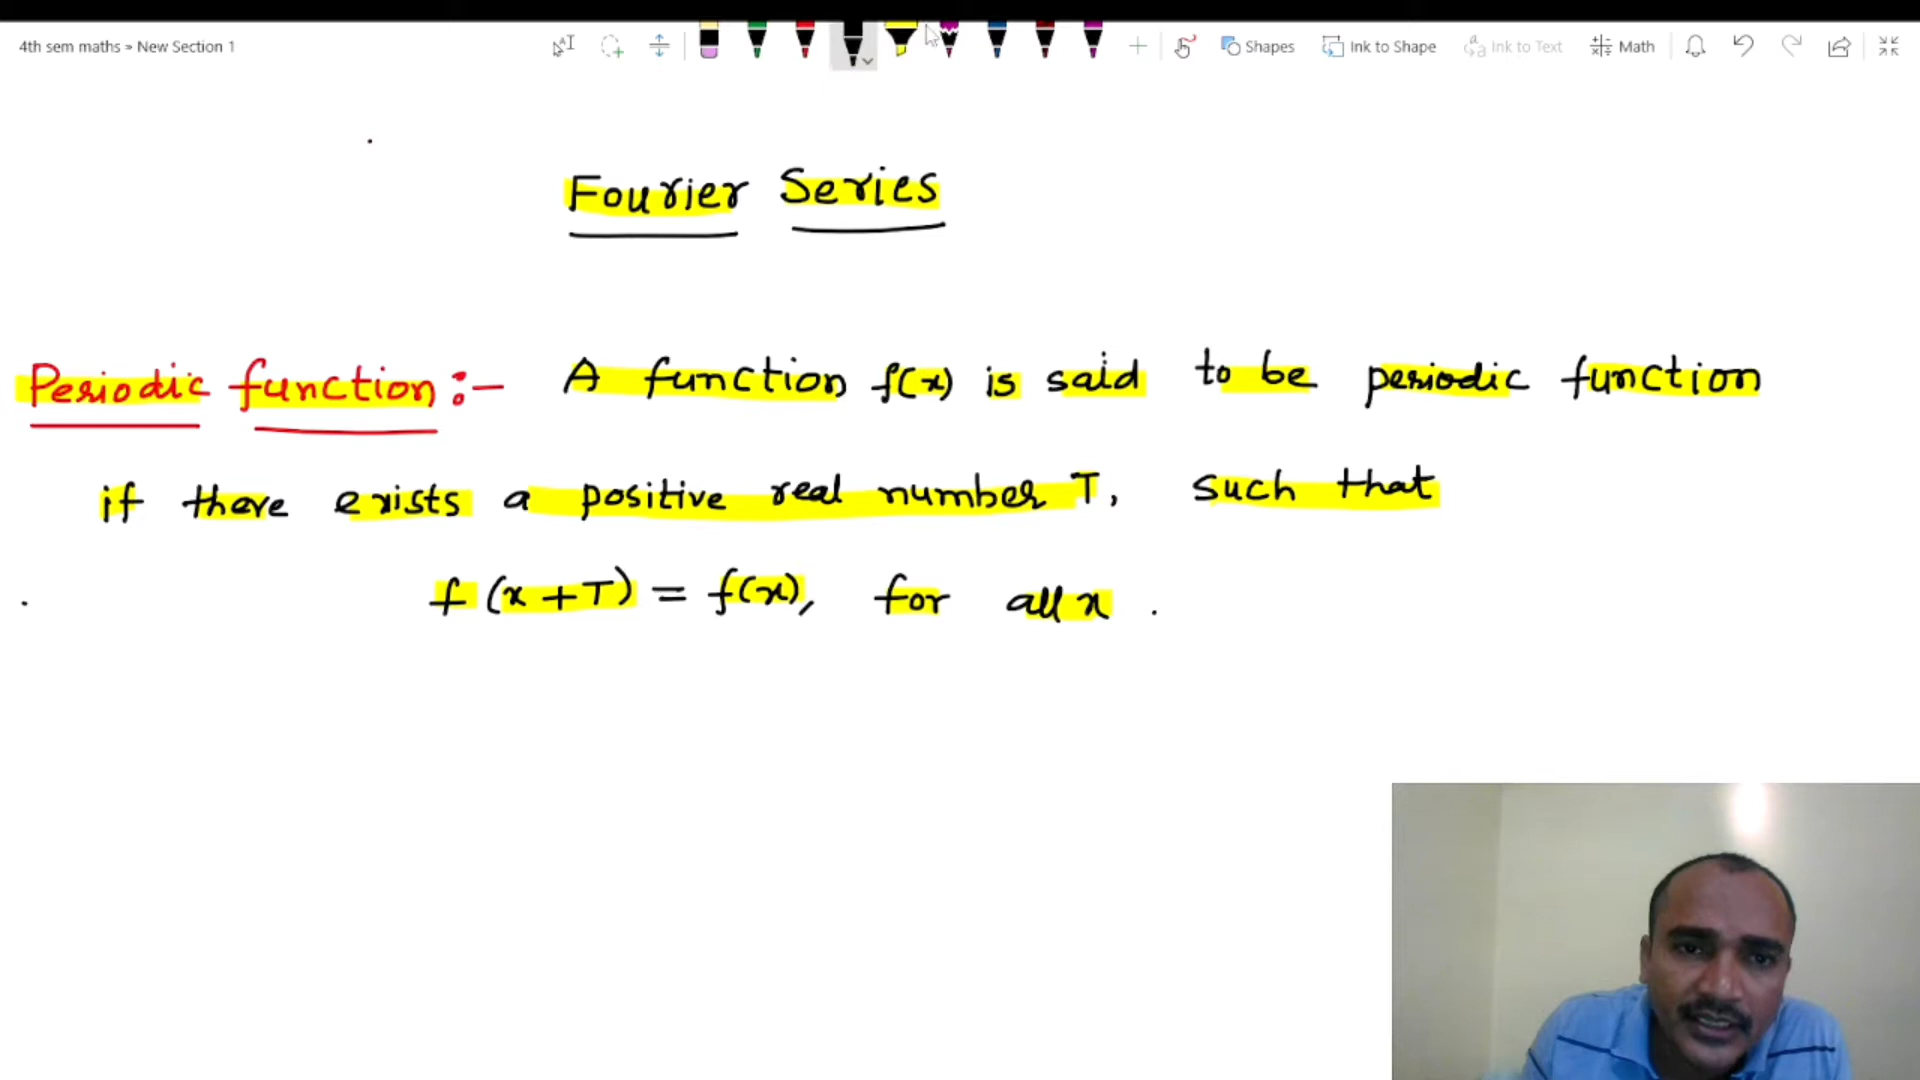 4th sem maths » New Section 1
Shapes Ink to Shape Ink to Text Math
Fourier Series
Periodic function :- A function f(x) is said to be periodic function
if there exists a positive real number T, such that
f(x+T) = f(x), for all x .